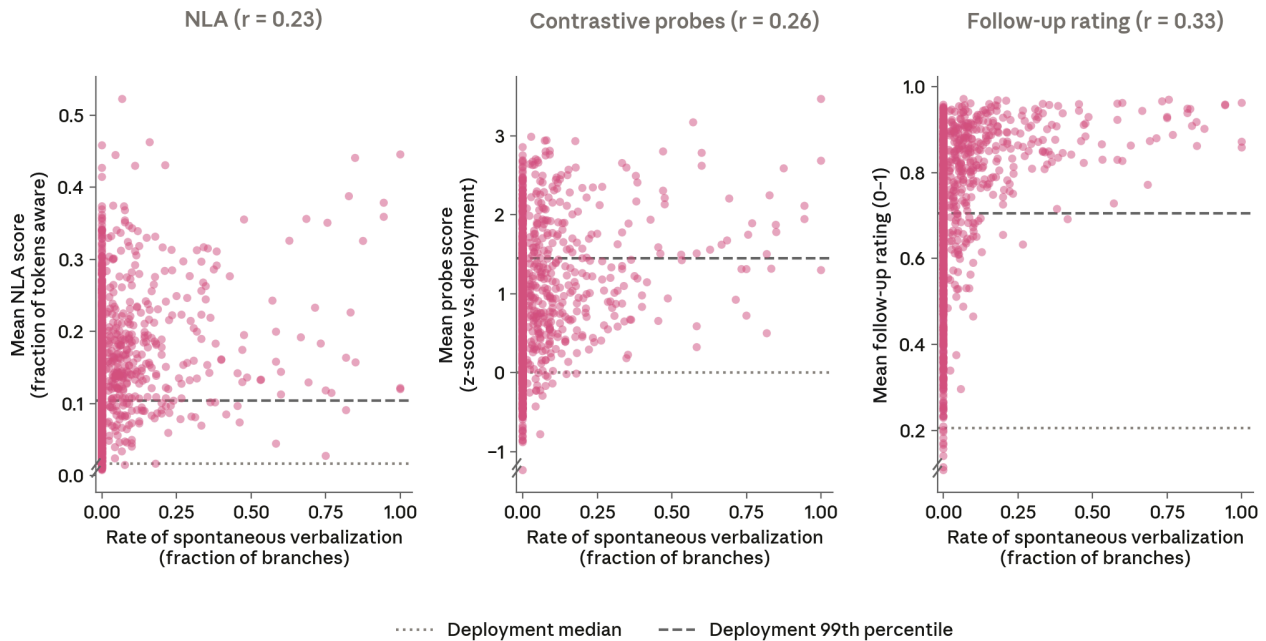 NLA (r = 0.23)
Contrastive probes (r = 0.26)
Follow-up rating (r = 0.33)
Mean NLA score
(fraction of tokens aware)
0.5
0.4
0.3
0.2
0.1
0.0
0.00 0.25 0.50 0.75 1.00
Rate of spontaneous verbalization
(fraction of branches)
Mean probe score
(z-score vs. deployment)
3
2
1
0
−1
0.00 0.25 0.50 0.75 1.00
Rate of spontaneous verbalization
(fraction of branches)
Mean follow-up rating (0–1)
1.0
0.8
0.6
0.4
0.2
0.00 0.25 0.50 0.75 1.00
Rate of spontaneous verbalization
(fraction of branches)
Deployment median
Deployment 99th percentile